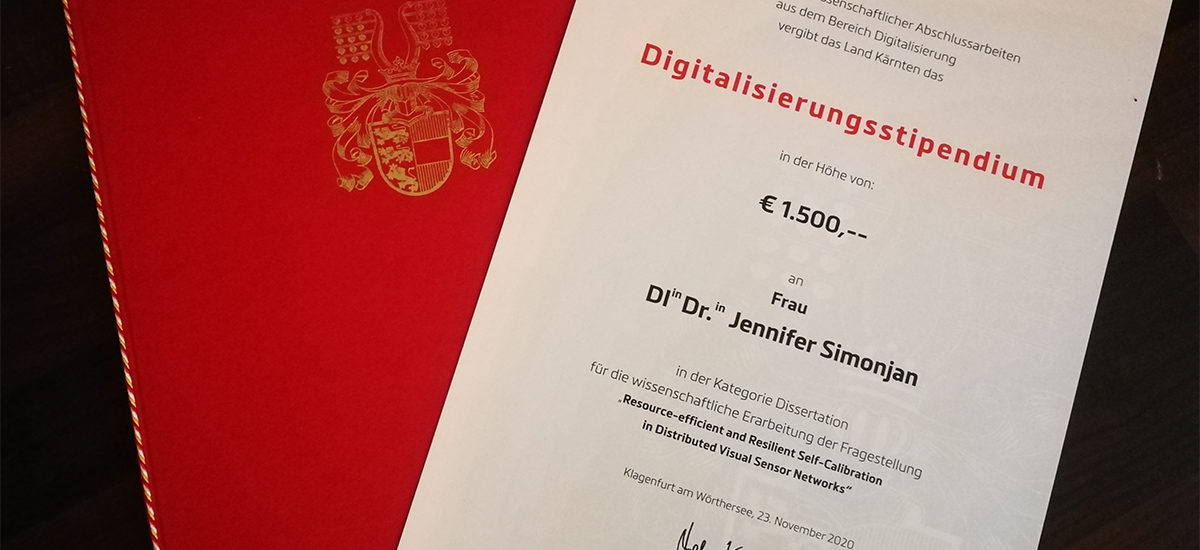 wissenschaftlicher Abschlussarbeiten
aus dem Bereich Digitalisierung
vergibt das Land Kärnten das
Digitalisierungsstipendium
in der Höhe von:
€ 1.500,--
an
Frau
DIⁱⁿ Dr.ⁱⁿ Jennifer Simonjan
in der Kategorie Dissertation
für die wissenschaftliche Erarbeitung der Fragestellung
„Resource-efficient and Resilient Self-Calibration
in Distributed Visual Sensor Networks“
Klagenfurt am Wörthersee, 23. November 2020